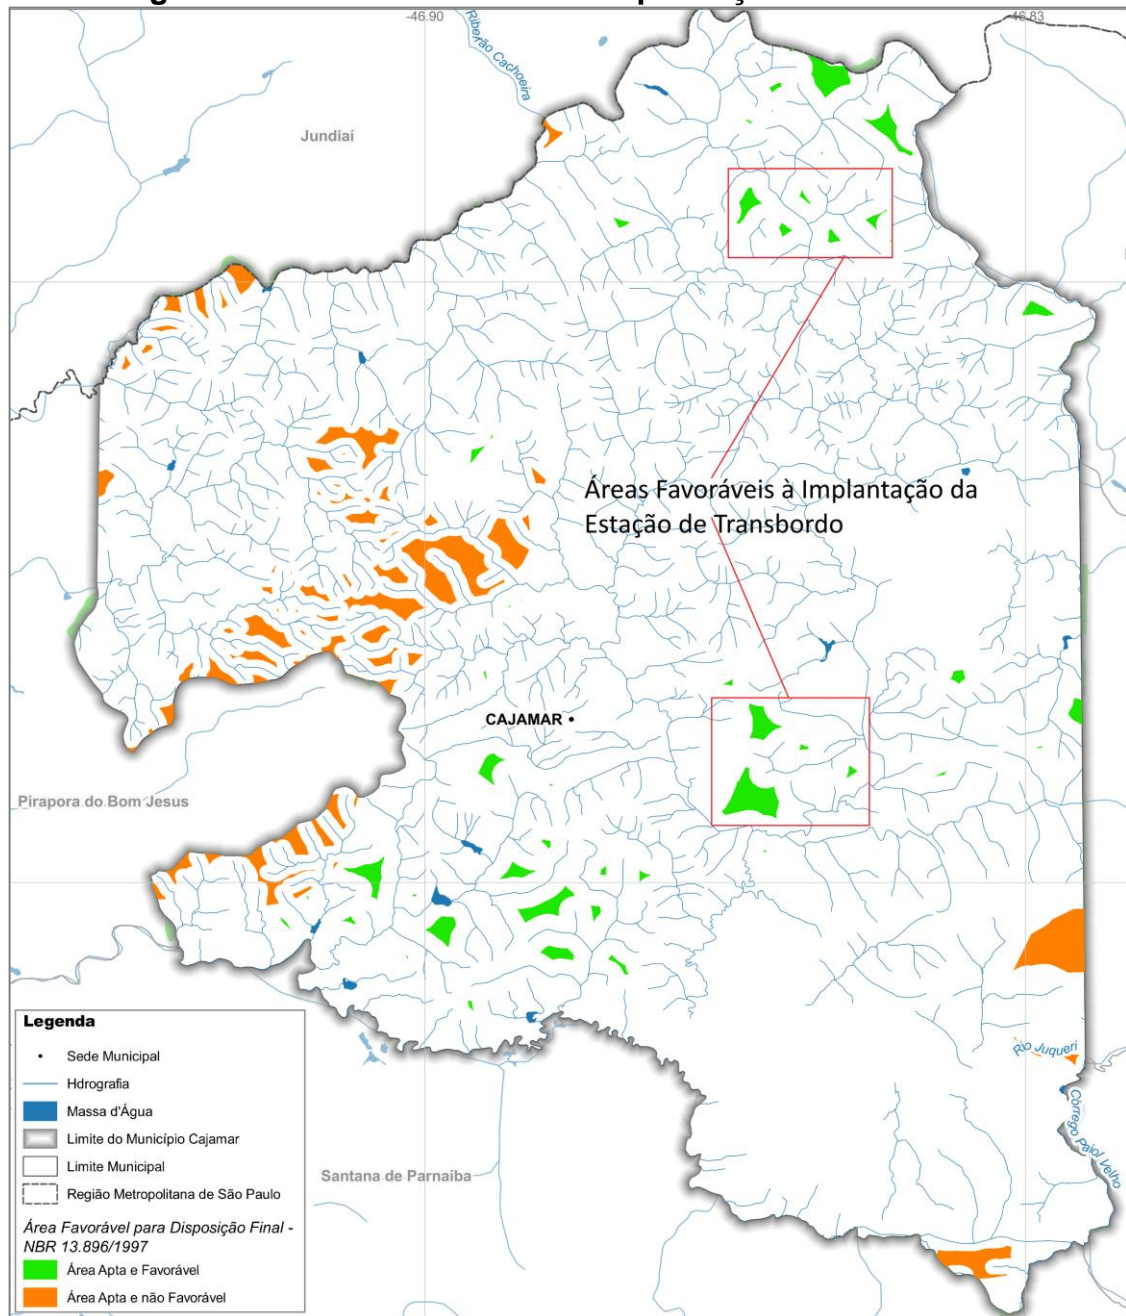 -46.90
-46.83
Ribeirão Cachoeira
Jundiaí
Áreas Favoráveis à Implantação da
Estação de Transbordo
CAJAMAR
Pirapora do Bom Jesus
Rio Juqueri
Córrego Paiol Velho
Santana de Parnaíba
Legenda
Sede Municipal
Hdrografia
Massa d'Água
Limite do Município Cajamar
Limite Municipal
Região Metropolitana de São Paulo
Área Favorável para Disposição Final -
NBR 13.896/1997
Área Apta e Favorável
Área Apta e não Favorável